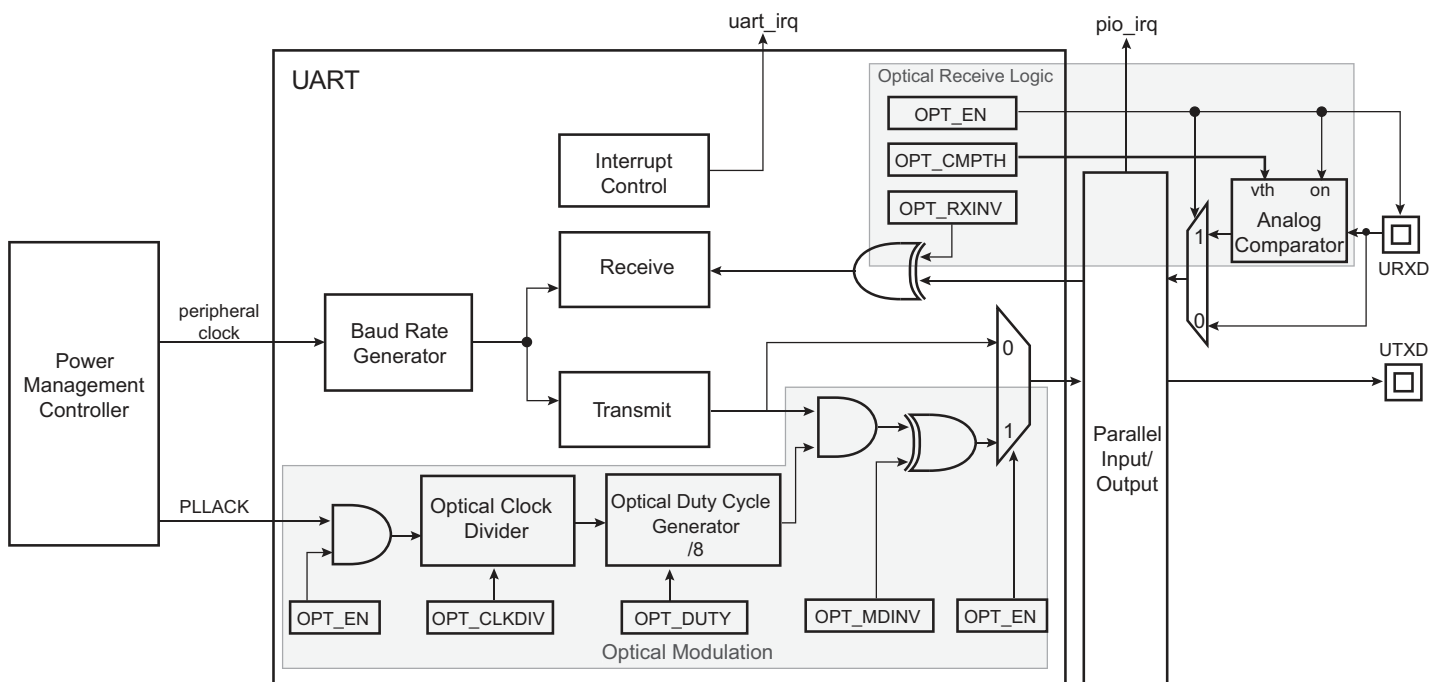 uart_irq
pio_irq
UART
Optical Receive Logic
OPT_EN
Interrupt
Control
OPT_CMPTH
vth
on
OPT_RXINV
Analog
Comparator
1
URXD
Receive
0
peripheral
clock
Baud Rate
Generator
Power
Management
Controller
0
UTXD
Transmit
1
Parallel
Input/
Output
PLLACK
Optical Clock
Divider
Optical Duty Cycle
Generator
/8
OPT_EN
OPT_CLKDIV
OPT_DUTY
OPT_MDINV
OPT_EN
Optical Modulation